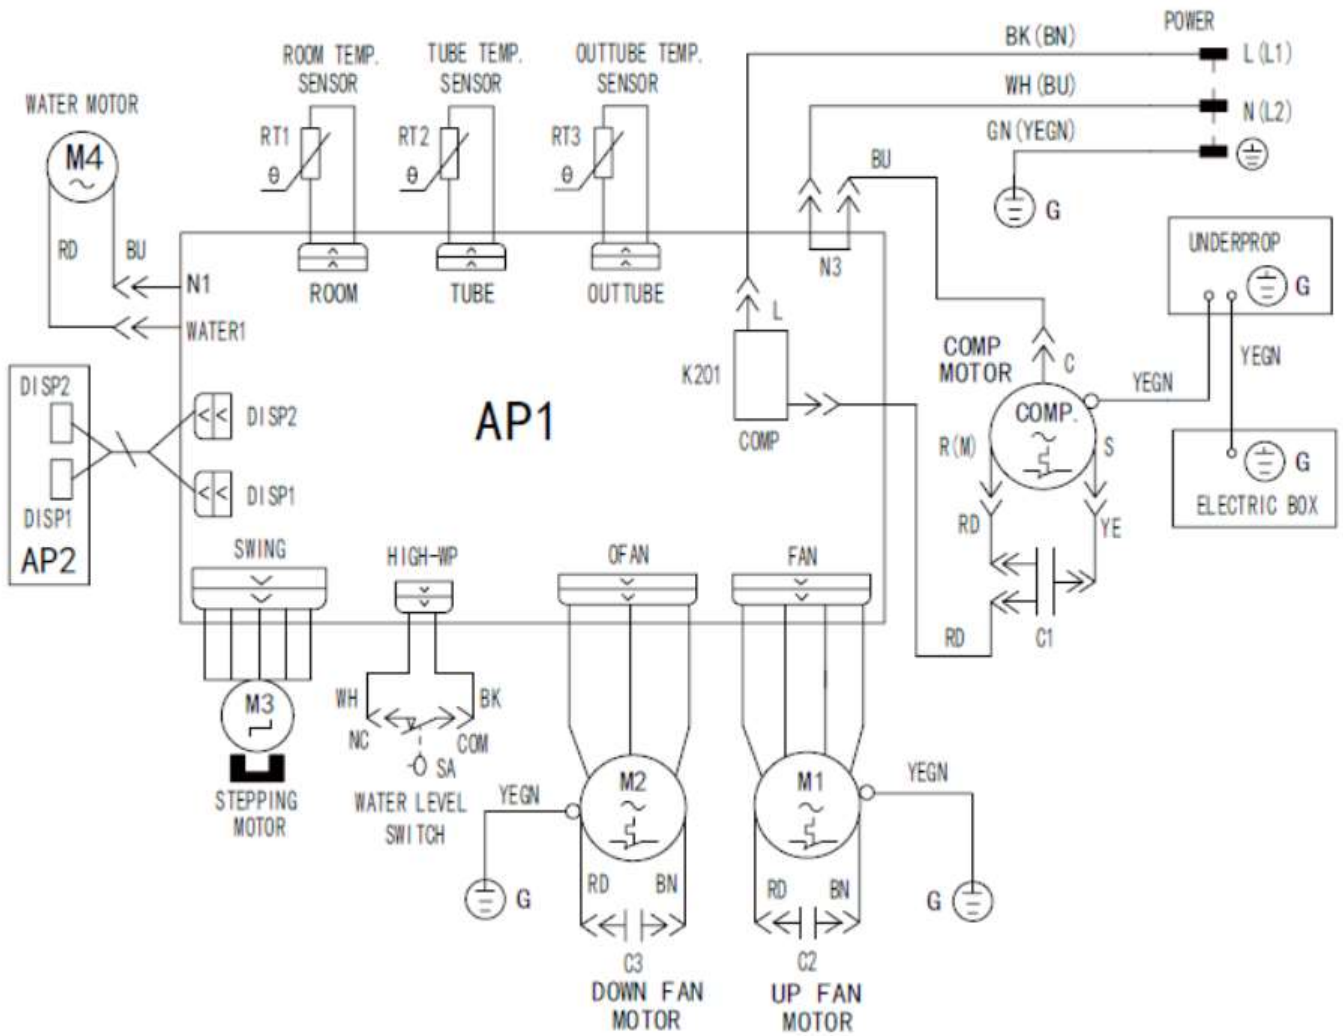 POWER
BK(BN)
L(L1)
WH(BU)
N(L2)
GN(YEGN)
G
ROOM TEMP.
SENSOR
TUBE TEMP.
SENSOR
OUTTUBE TEMP.
SENSOR
WATER MOTOR
M4
RT1
θ
RT2
θ
RT3
θ
RD
BU
BU
N1
WATER1
ROOM
TUBE
OUTTUBE
N3
L
K201
COMP
UNDERPROP
G
YEGN
COMP
MOTOR
C
YEGN
COMP.
R(M)
S
G
ELECTRIC BOX
RD
YE
C1
RD
DISP2
DISP1
AP2
DISP2
DISP1
AP1
SWING
HIGH-WP
OFAN
FAN
M3
STEPPING
MOTOR
WH
BK
NC
COM
SA
WATER LEVEL
SWITCH
YEGN
G
M2
RD
BN
C3
DOWN FAN
MOTOR
M1
YEGN
G
RD
BN
C2
UP FAN
MOTOR